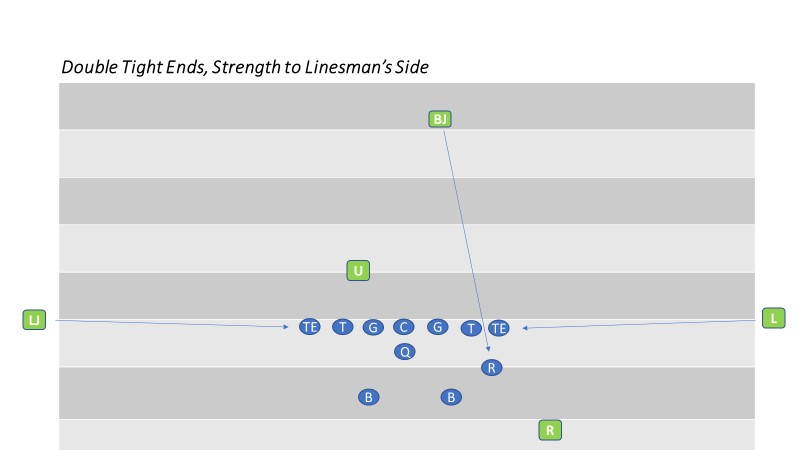 Double Tight Ends, Strength to Linesman's Side
BJ
U
LJ
TE T G C G T TE
L
Q
R
B B
R